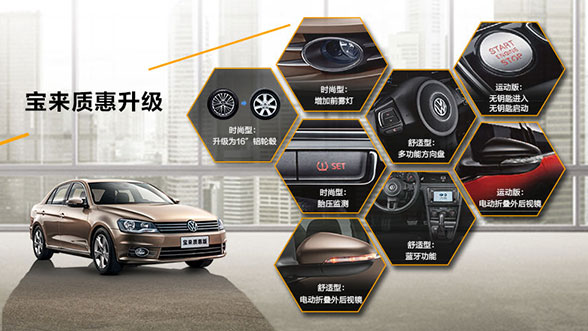 宝来质惠升级
时尚型:
升级为16”铝轮毂
时尚型:
增加前雾灯
时尚型:
胎压监测
SET
舒适型:
电动折叠外后视镜
舒适型:
多功能方向盘
舒适型:
蓝牙功能
START
Engine
STOP
运动版:
无钥匙进入
无钥匙启动
运动版:
电动折叠外后视镜
宝来质惠版